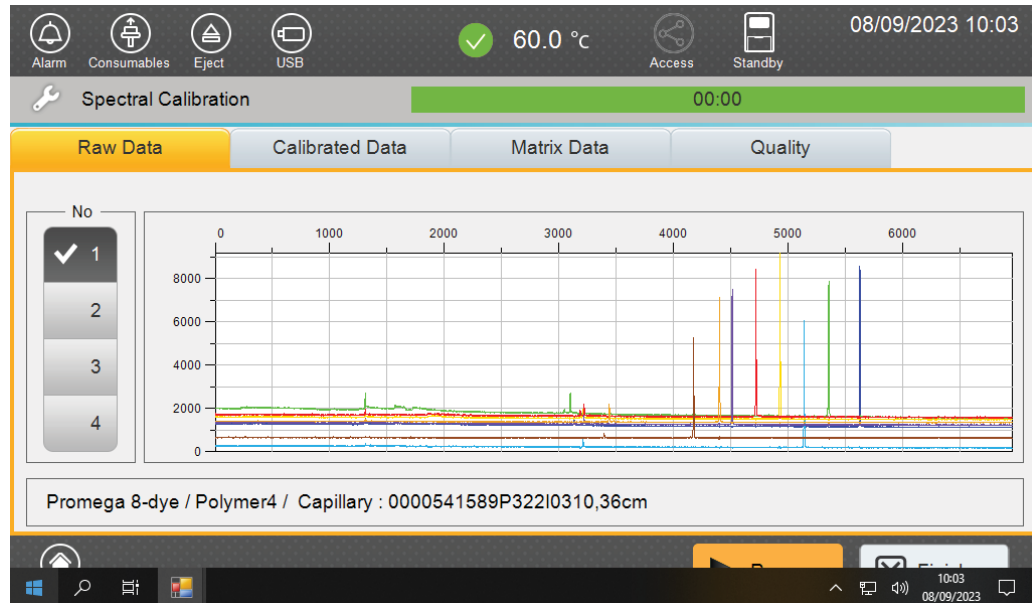 08/09/2023 10:03
60.0 °c
Alarm Consumables Eject USB Access Standby
Spectral Calibration 00:00
Raw Data Calibrated Data Matrix Data Quality
No
1
2
3
4
0 1000 2000 3000 4000 5000 6000
8000
6000
4000
2000
0
Promega 8-dye / Polymer4 / Capillary : 0000541589P322I0310,36cm
10:03
08/09/2023